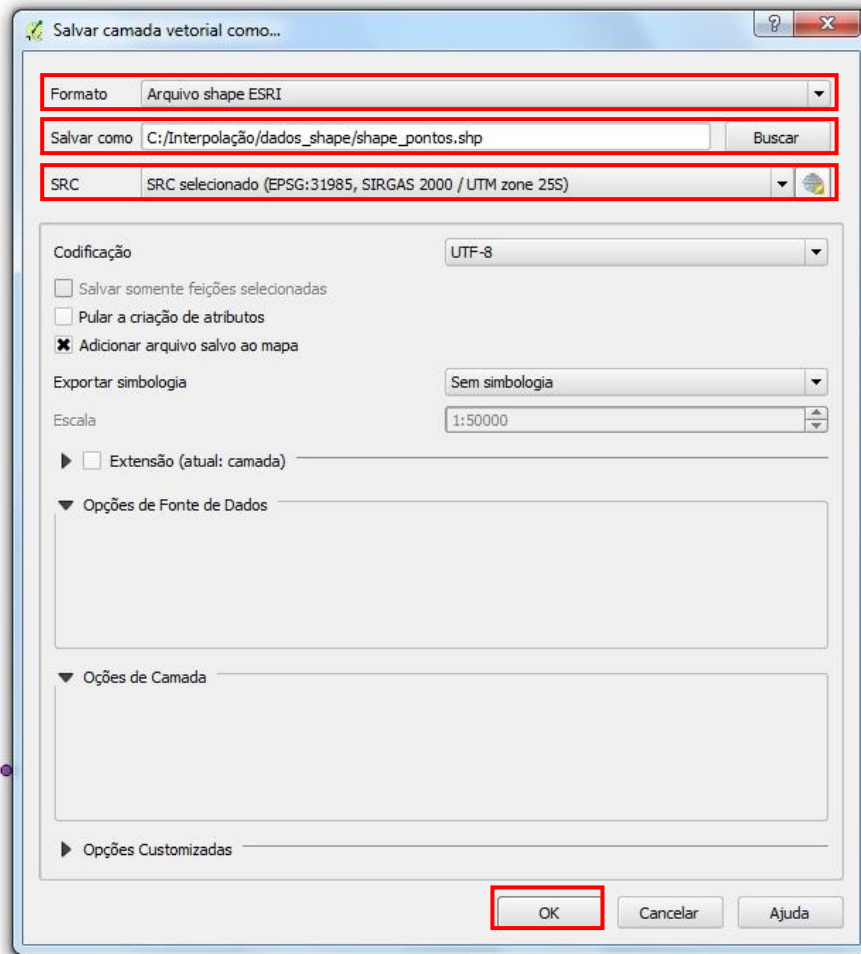 Salvar camada vetorial como...
Formato Arquivo shape ESRI
Salvar como C:/Interpolação/dados_shape/shape_pontos.shp Buscar
SRC SRC selecionado (EPSG:31985, SIRGAS 2000 / UTM zone 25S)
Codificação UTF-8
Salvar somente feições selecionadas
Pular a criação de atributos
Adicionar arquivo salvo ao mapa
Exportar simbologia Sem simbologia
Escala 1:50000
Extensão (atual: camada)
Opções de Fonte de Dados
Oções de Camada
Opções Customizadas
OK Cancelar Ajuda